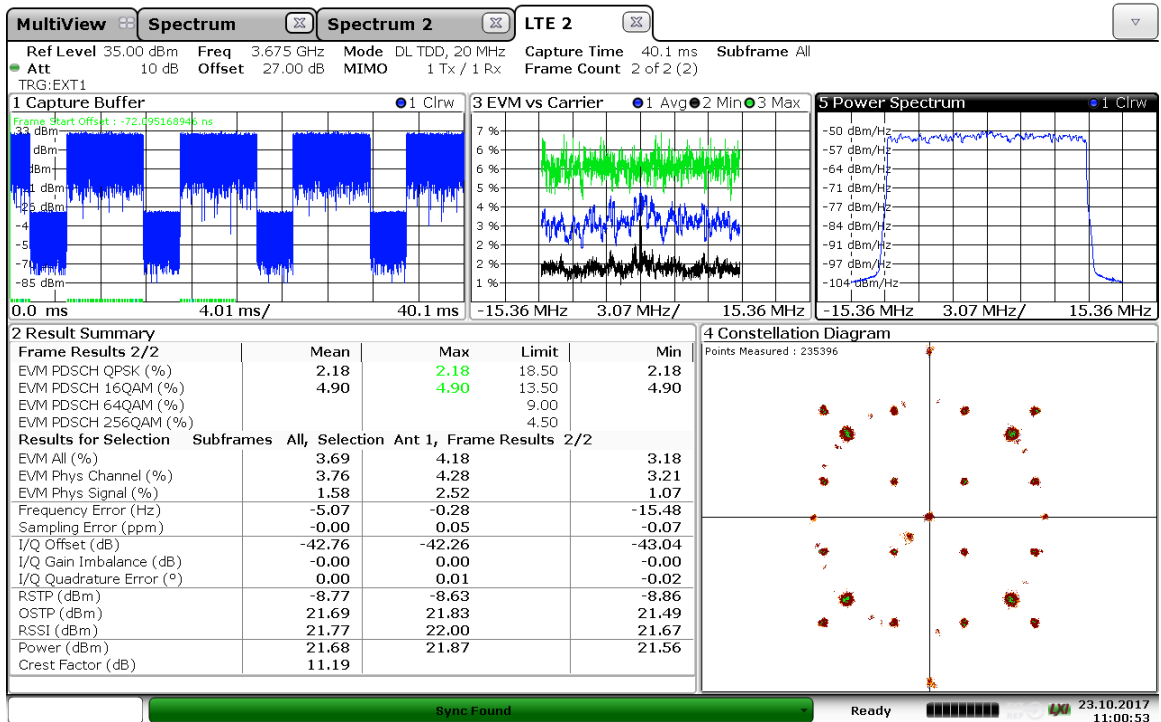 MultiView Spectrum Spectrum 2 LTE 2
Ref Level 35.00 dBm Freq 3.675 GHz Mode DL TDD, 20 MHz Capture Time 40.1 ms Subframe All
Att 10 dB Offset 27.00 dB MIMO 1 Tx / 1 Rx Frame Count 2 of 2 (2)
TRG:EXT1
1 Capture Buffer 1 Clrw
Frame Start Offset : -72.095168946 ns
33 dBm
dBm
dBm
dBm
-25 dBm
-85 dBm
0.0 ms 4.01 ms/ 40.1 ms
3 EVM vs Carrier 1 Avg 2 Min 3 Max
7 %
6 %
6 %
5 %
4 %
3 %
2 %
2 %
1 %
-15.36 MHz 3.07 MHz/ 15.36 MHz
5 Power Spectrum 1 Clrw
-50 dBm/Hz
-57 dBm/Hz
-64 dBm/Hz
-71 dBm/Hz
-77 dBm/Hz
-84 dBm/Hz
-91 dBm/Hz
-97 dBm/Hz
-104 dBm/Hz
-15.36 MHz 3.07 MHz/ 15.36 MHz
2 Result Summary
Frame Results 2/2 Mean Max Limit Min
EVM PDSCH QPSK (%) 2.18 2.18 18.50 2.18
EVM PDSCH 16QAM (%) 4.90 4.90 13.50 4.90
EVM PDSCH 64QAM (%) 9.00
EVM PDSCH 256QAM (%) 4.50
Results for Selection Subframes All, Selection Ant 1, Frame Results 2/2
EVM All (%) 3.69 4.18 3.18
EVM Phys Channel (%) 3.76 4.28 3.21
EVM Phys Signal (%) 1.58 2.52 1.07
Frequency Error (Hz) -5.07 -0.28 -15.48
Sampling Error (ppm) -0.00 0.05 -0.07
I/Q Offset (dB) -42.76 -42.26 -43.04
I/Q Gain Imbalance (dB) -0.00 0.00 -0.00
I/Q Quadrature Error (°) 0.00 0.01 -0.02
RSTP (dBm) -8.77 -8.63 -8.86
OSTP (dBm) 21.69 21.83 21.49
RSSI (dBm) 21.77 22.00 21.67
Power (dBm) 21.68 21.87 21.56
Crest Factor (dB) 11.19
4 Constellation Diagram
Points Measured : 235396
Sync Found Ready REF LXI 23.10.2017
11:00:53